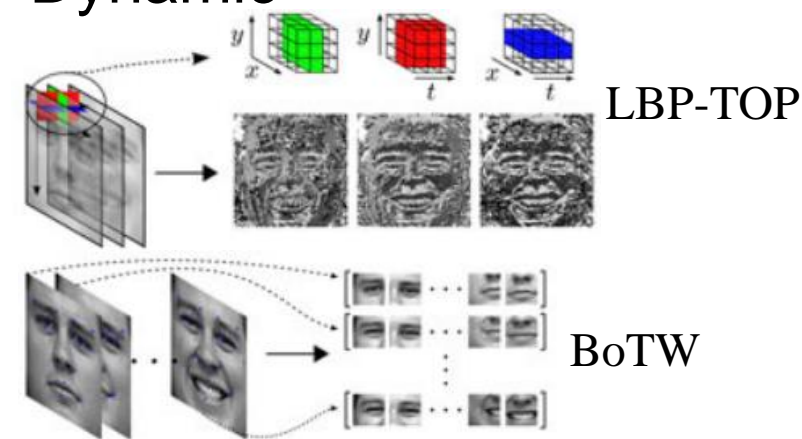 Dynamic
y x
y t
x t
LBP-TOP
BoTW